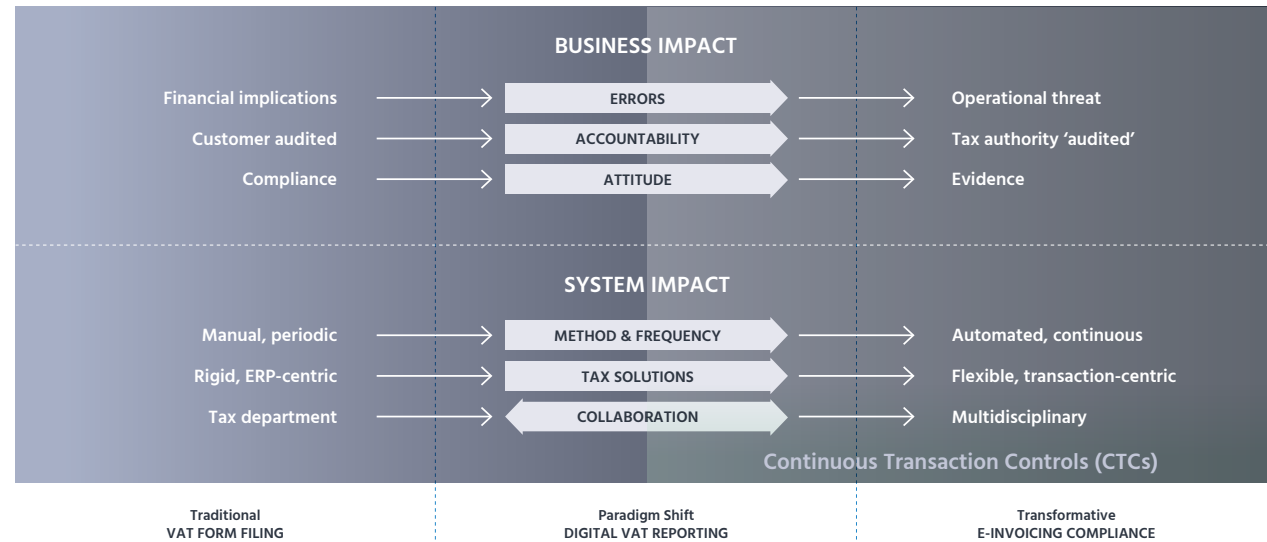 BUSINESS IMPACT
Financial implications ERRORS Operational threat
Customer audited ACCOUNTABILITY Tax authority ‘audited’
Compliance ATTITUDE Evidence
SYSTEM IMPACT
Manual, periodic METHOD & FREQUENCY Automated, continuous
Rigid, ERP-centric TAX SOLUTIONS Flexible, transaction-centric
Tax department COLLABORATION Multidisciplinary
Continuous Transaction Controls (CTCs)
Traditional Paradigm Shift Transformative
VAT FORM FILING DIGITAL VAT REPORTING E-INVOICING COMPLIANCE